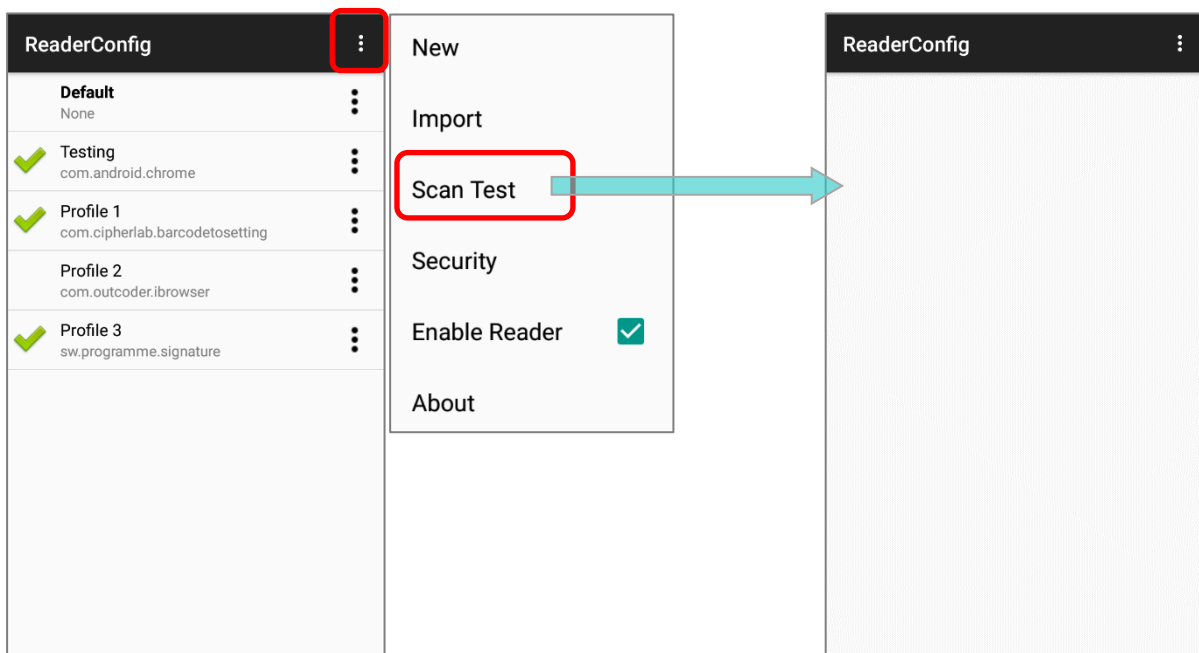 ReaderConfig
Default
None
Testing
com.android.chrome
Profile 1
com.cipherlab.barcodetosetting
Profile 2
com.outcoder.ibrowser
Profile 3
sw.programme.signature
New
Import
Scan Test
Security
Enable Reader
About
ReaderConfig